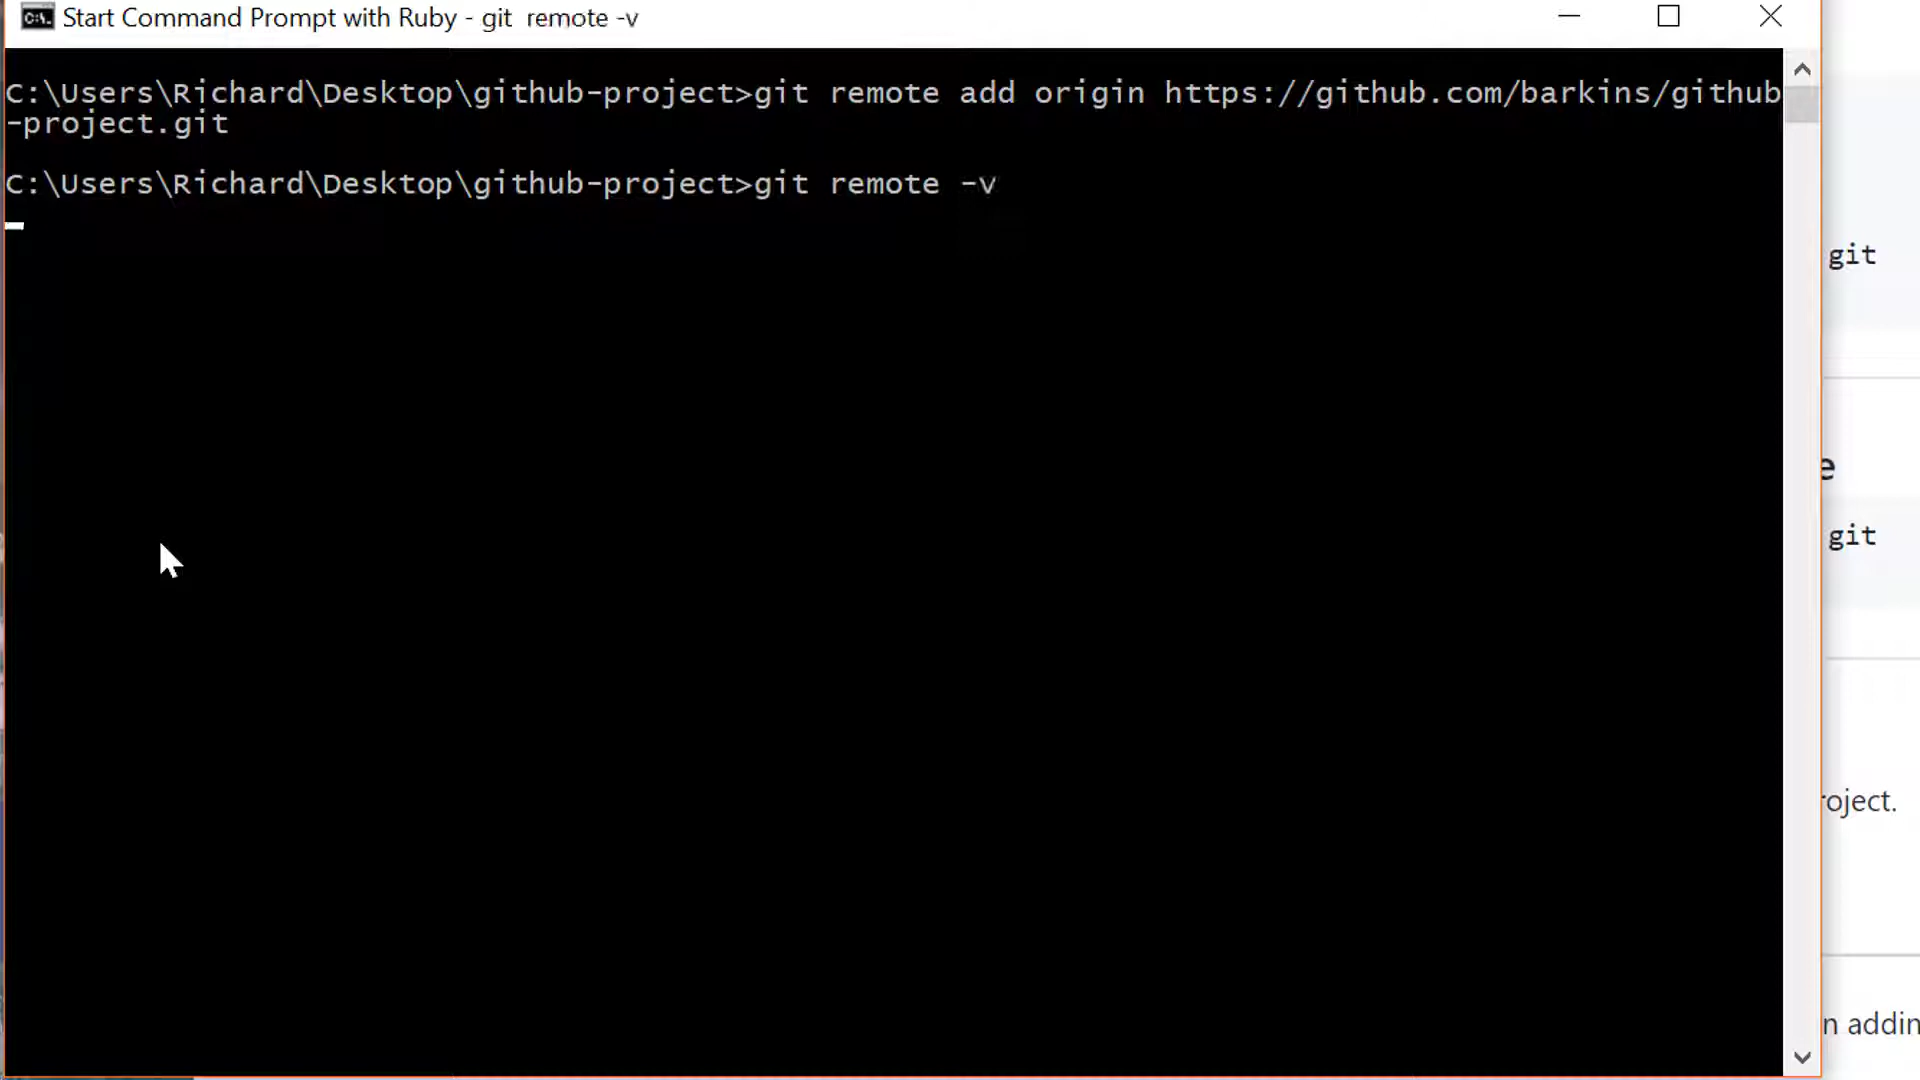 Start Command Prompt with Ruby - git  remote -v
C:\Users\Richard\Desktop\github-project>git remote add origin https://github.com/barkins/github
-project.git
C:\Users\Richard\Desktop\github-project>git remote -v
git
e
git
roject.
n addin